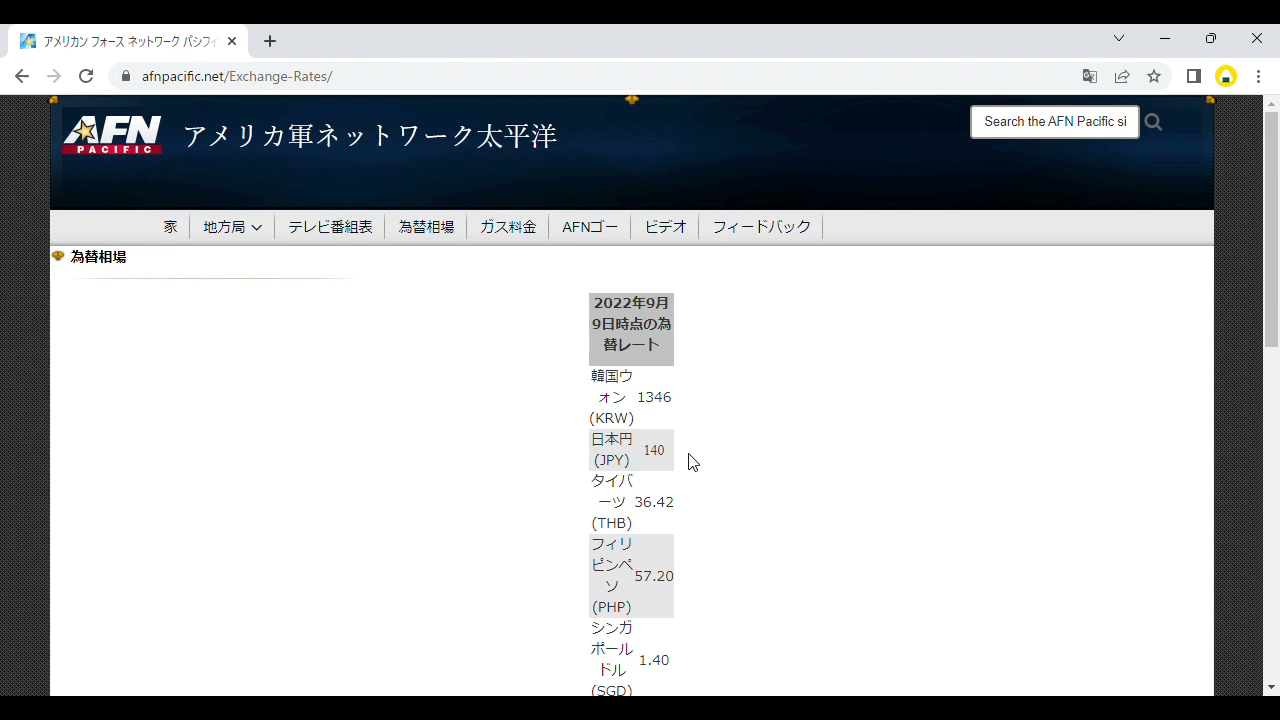 アメリカン フォース ネットワーク パシフィ
afnpacific.net/Exchange-Rates/
AFN
PACIFIC
アメリカ軍ネットワーク太平洋
Search the AFN Pacific si
家 地方局 テレビ番組表 為替相場 ガス料金 AFNゴー ビデオ フィードバック
為替相場
2022年9月
9日時点の為
替レート
韓国ウ
ォン 1346
(KRW)
日本円
140
(JPY)
タイバ
ーツ 36.42
(THB)
フィリ
ピンペ
57.20
ソ
(PHP)
シンガ
ポール
1.40
ドル
(SGD)